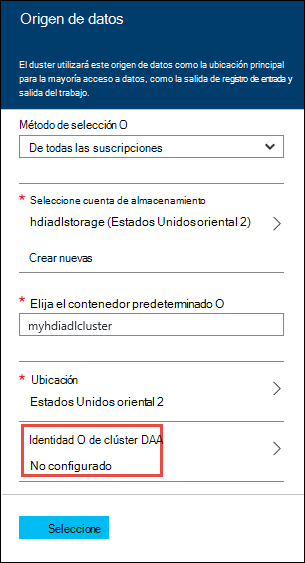 Origen de datos
El duster utilizará este origen de datos como la ubicación principal
para la mayoría acceso a datos, como la salida de registro de entrada y
salida del trabajo.
Método de selección O
De todas las suscripciones
* Seleccione cuenta de almacenamiento
hdiadlstorage (Estados Unidos oriental 2)
Crear nuevas
* Elija el contenedor predeterminado O
myhdiadlcluster
* Ubicación
Estados Unidos oriental 2
Identidad O de clúster DAA
No configurado
Seleccione